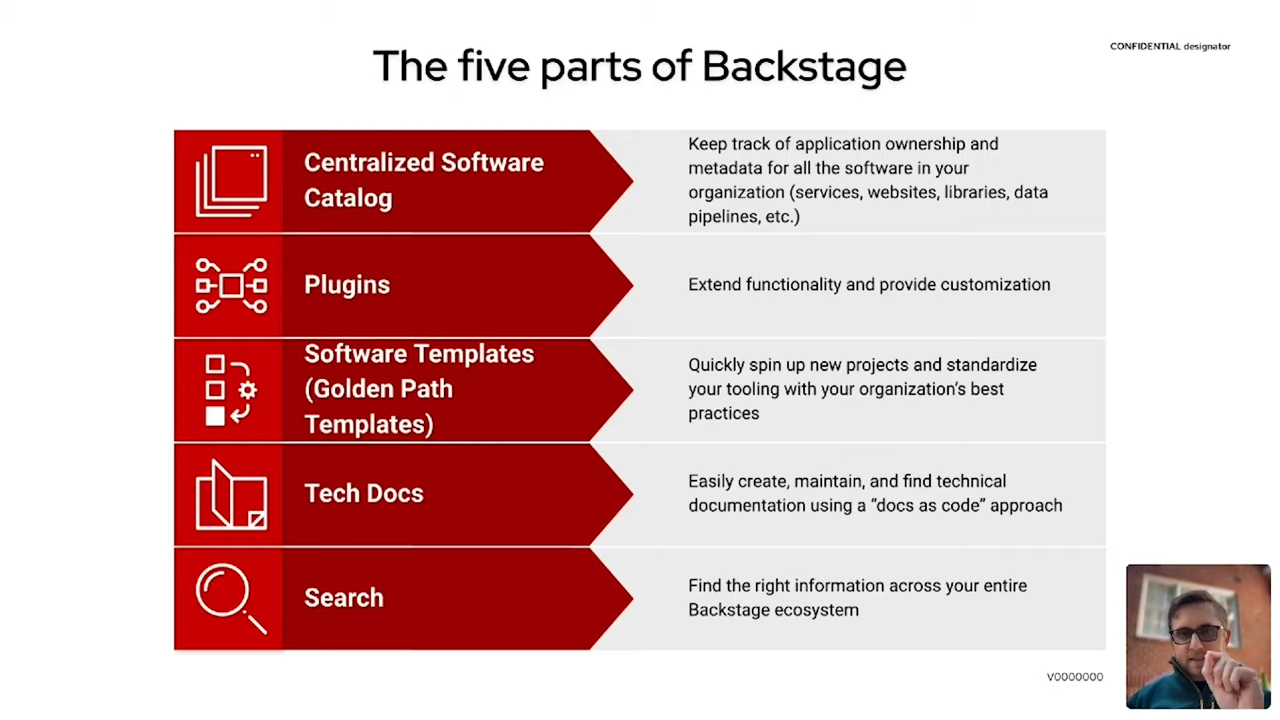 CONFIDENTIAL designator
The five parts of Backstage
Centralized Software
Catalog
Keep track of application ownership and
metadata for all the software in your
organization (services, websites, libraries, data
pipelines, etc.)
Plugins
Extend functionality and provide customization
Software Templates
(Golden Path
Templates)
Quickly spin up new projects and standardize
your tooling with your organization’s best
practices
Tech Docs
Easily create, maintain, and find technical
documentation using a “docs as code” approach
Search
Find the right information across your entire
Backstage ecosystem
V0000000